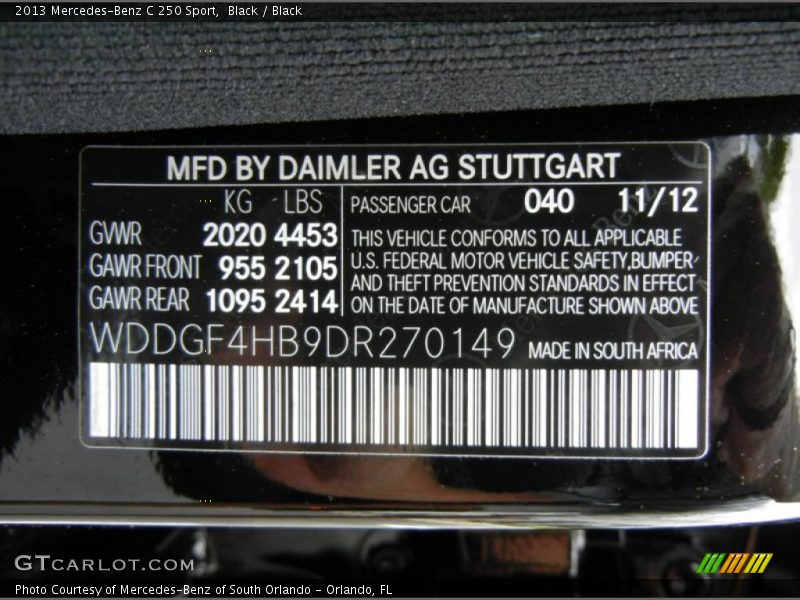 2013 Mercedes-Benz C 250 Sport, Black / Black
MFD BY DAIMLER AG STUTTGART
KG LBS
GWR 2020 4453
GAWR FRONT 955 2105
GAWR REAR 1095 2414
PASSENGER CAR 040 11/12
THIS VEHICLE CONFORMS TO ALL APPLICABLE
U.S. FEDERAL MOTOR VEHICLE SAFETY,BUMPER
AND THEFT PREVENTION STANDARDS IN EFFECT
ON THE DATE OF MANUFACTURE SHOWN ABOVE
WDDGF4HB9DR270149 MADE IN SOUTH AFRICA
GTCARLOT.COM
Photo Courtesy of Mercedes-Benz of South Orlando - Orlando, FL